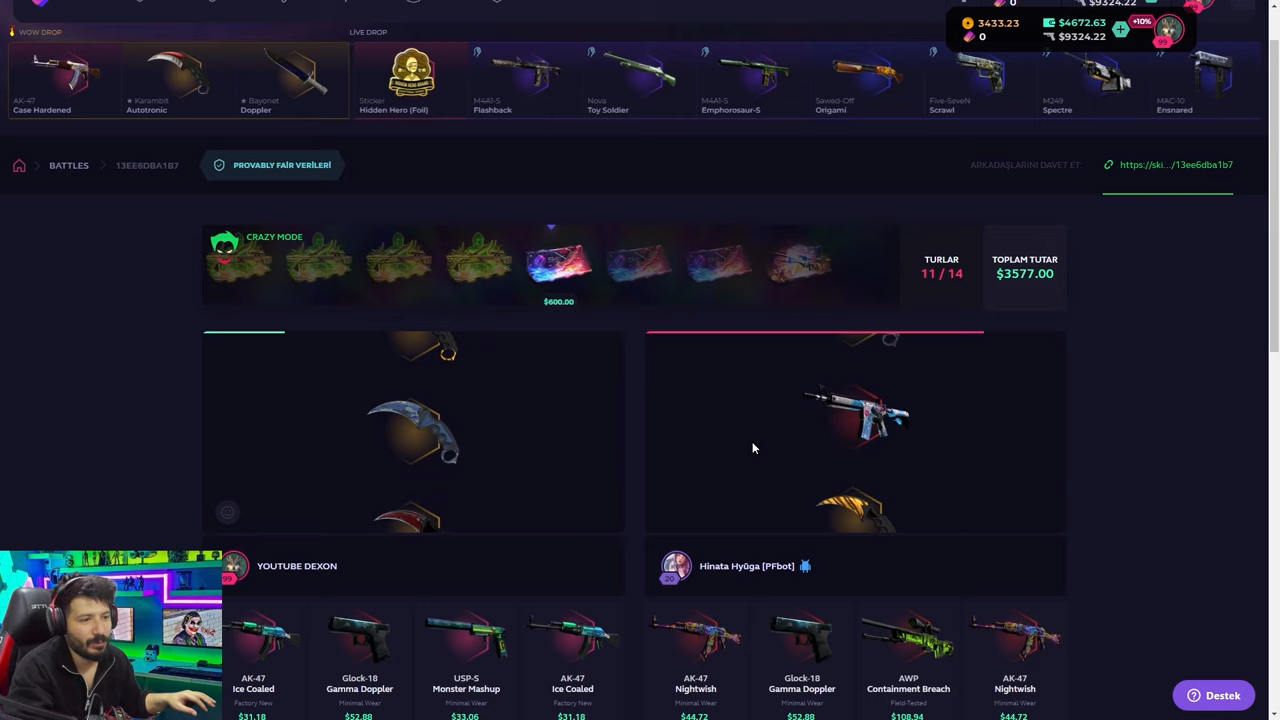 0
$9324.22
3433.23
$4672.63
+10%
0
$9324.22
99
WOW DROP
LIVE DROP
AK-47
Case Hardened
★ Karambit
Autotronic
★ Bayonet
Doppler
Sticker
Hidden Hero (Foil)
M4A1-S
Flashback
Nova
Toy Soldier
M4A1-S
Emphorosaur-S
Sawed-Off
Origami
Five-SeveN
Scrawl
M249
Spectre
MAC-10
Ensnared
BATTLES
13EE6DBA1B7
PROVABLY FAİR VERİLERİ
ARKADAŞLARINI DAVET ET:
https://ski.../13ee6dba1b7
CRAZY MODE
TURLAR
11 / 14
TOPLAM TUTAR
$3577.00
$600.00
99
YOUTUBE DEXON
20
Hinata Hyūga [PFbot]
AK-47
Ice Coaled
Factory New
$31.18
Glock-18
Gamma Doppler
Minimal Wear
$52.88
USP-S
Monster Mashup
Minimal Wear
$33.06
AK-47
Ice Coaled
Factory New
$31.18
AK-47
Nightwish
Minimal Wear
$44.72
Glock-18
Gamma Doppler
Minimal Wear
$52.88
AWP
Containment Breach
Field-Tested
$108.94
AK-47
Nightwish
Minimal Wear
$44.72
Destek